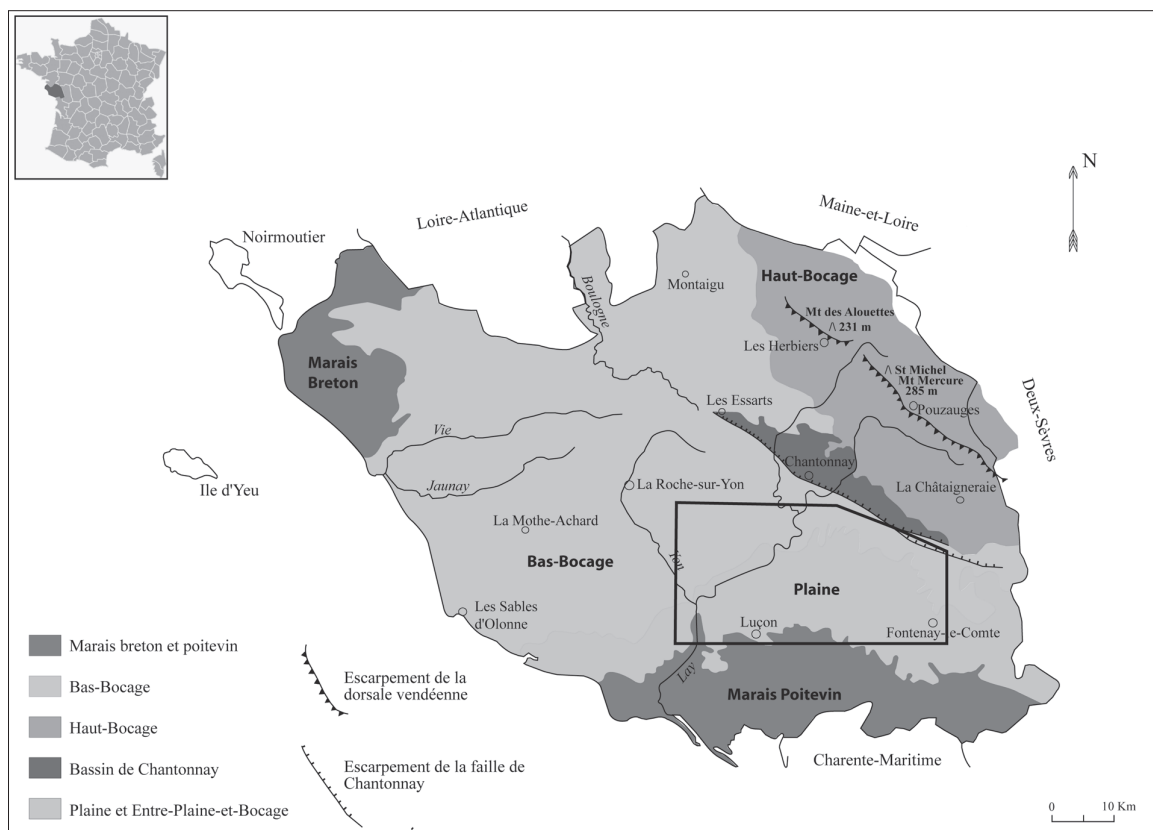 N
Loire-Atlantique
Maine-et-Loire
Noirmoutier
Boulogne
Montaigu
Haut-Bocage
Mt des Alouettes
231 m
Les Herbiers
Marais
Breton
St Michel
Mt Mercure
285 m
Pouzauges
Deux-Sèvres
Les Essarts
Vie
Chantonnay
Ile d'Yeu
Jaunay
La Roche-sur-Yon
La Châtaigneraie
La Mothe-Achard
Bas-Bocage
Yon
Plaine
Les Sables
d'Olonne
Luçon
Fontenay-le-Comte
Lay
Marais Poitevin
Charente-Maritime
Marais breton et poitevin
Bas-Bocage
Haut-Bocage
Bassin de Chantonnay
Plaine et Entre-Plaine-et-Bocage
Escarpement de la
dorsale vendéenne
Escarpement de la faille de
Chantonnay
0 10 Km